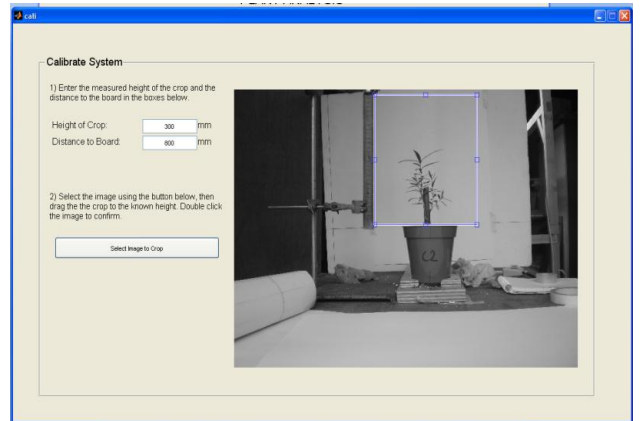 cali
Calibrate System
1) Enter the measured height of the crop and the
distance to the board in the boxes below.
Height of Crop: 300 mm
Distance to Board: 600 mm
2) Select the image using the button below, then
drag the the crop to the known height. Double click
the image to confirm.
Select Image to Crop
C2